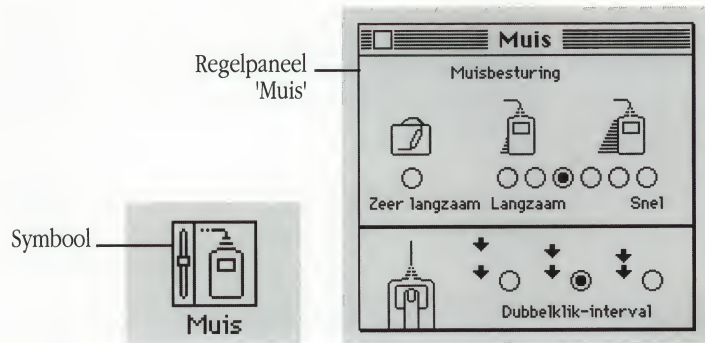 Regelpaneel
'Muis'
Symbool
Muis
Muis
Muisbesturing
Zeer langzaam Langzaam Snel
Dubbelklik-interval